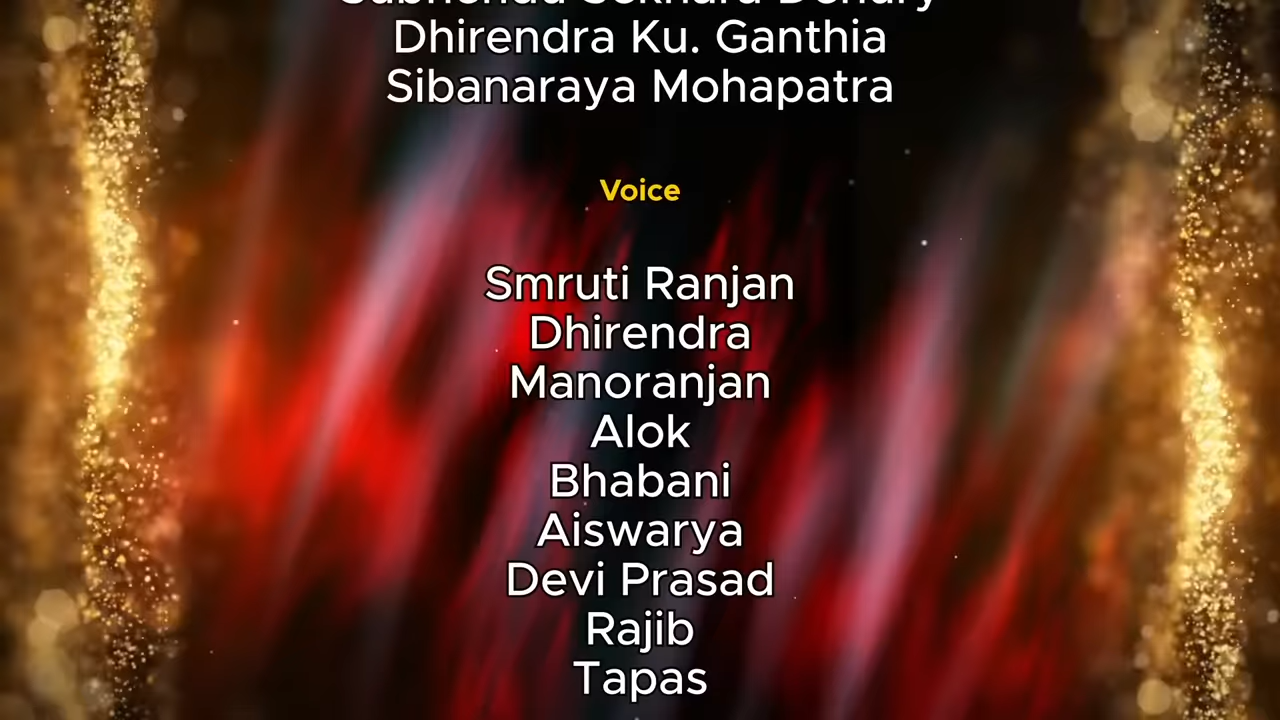 Dhirendra Ku. Ganthia
Sibanaraya Mohapatra
Voice
Smruti Ranjan
Dhirendra
Manoranjan
Alok
Bhabani
Aiswarya
Devi Prasad
Rajib
Tapas